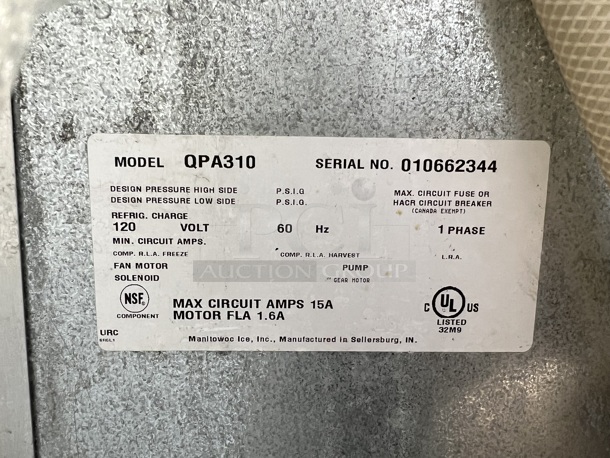 MODEL QPA310 SERIAL NO. 010662344
DESIGN PRESSURE HIGH SIDE P.S.I.G
DESIGN PRESSURE LOW SIDE P.S.I.G.
MAX. CIRCUIT FUSE OR
HACR CIRCUIT BREAKER
(CANADA EXEMPT)
REFRIG. CHARGE
120 VOLT 60 Hz 1 PHASE
MIN. CIRCUIT AMPS.
COMP. R.L.A. FREEZE COMP. R.L.A. HARVEST L.R.A.
FAN MOTOR PUMP
SOLENOID GEAR MOTOR
AUCTION GROUP
NSF
COMPONENT
MAX CIRCUIT AMPS 15A
MOTOR FLA 1.6A
C UL US
LISTED
32M9
URC
Manitowoc Ice, Inc., Manufactured in Sellersburg, IN.